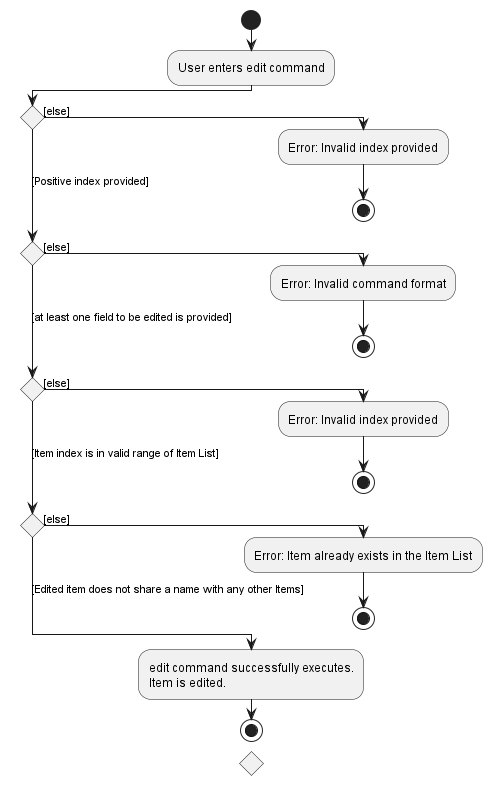 User enters edit command
[else]
Error: Invalid index provided
[Positive index provided]
[else]
Error: Invalid command format
[at least one field to be edited is provided]
[else]
Error: Invalid index provided
[Item index is in valid range of Item List]
[else]
Error: Item already exists in the Item List
[Edited item does not share a name with any other Items]
edit command successfully executes.
Item is edited.